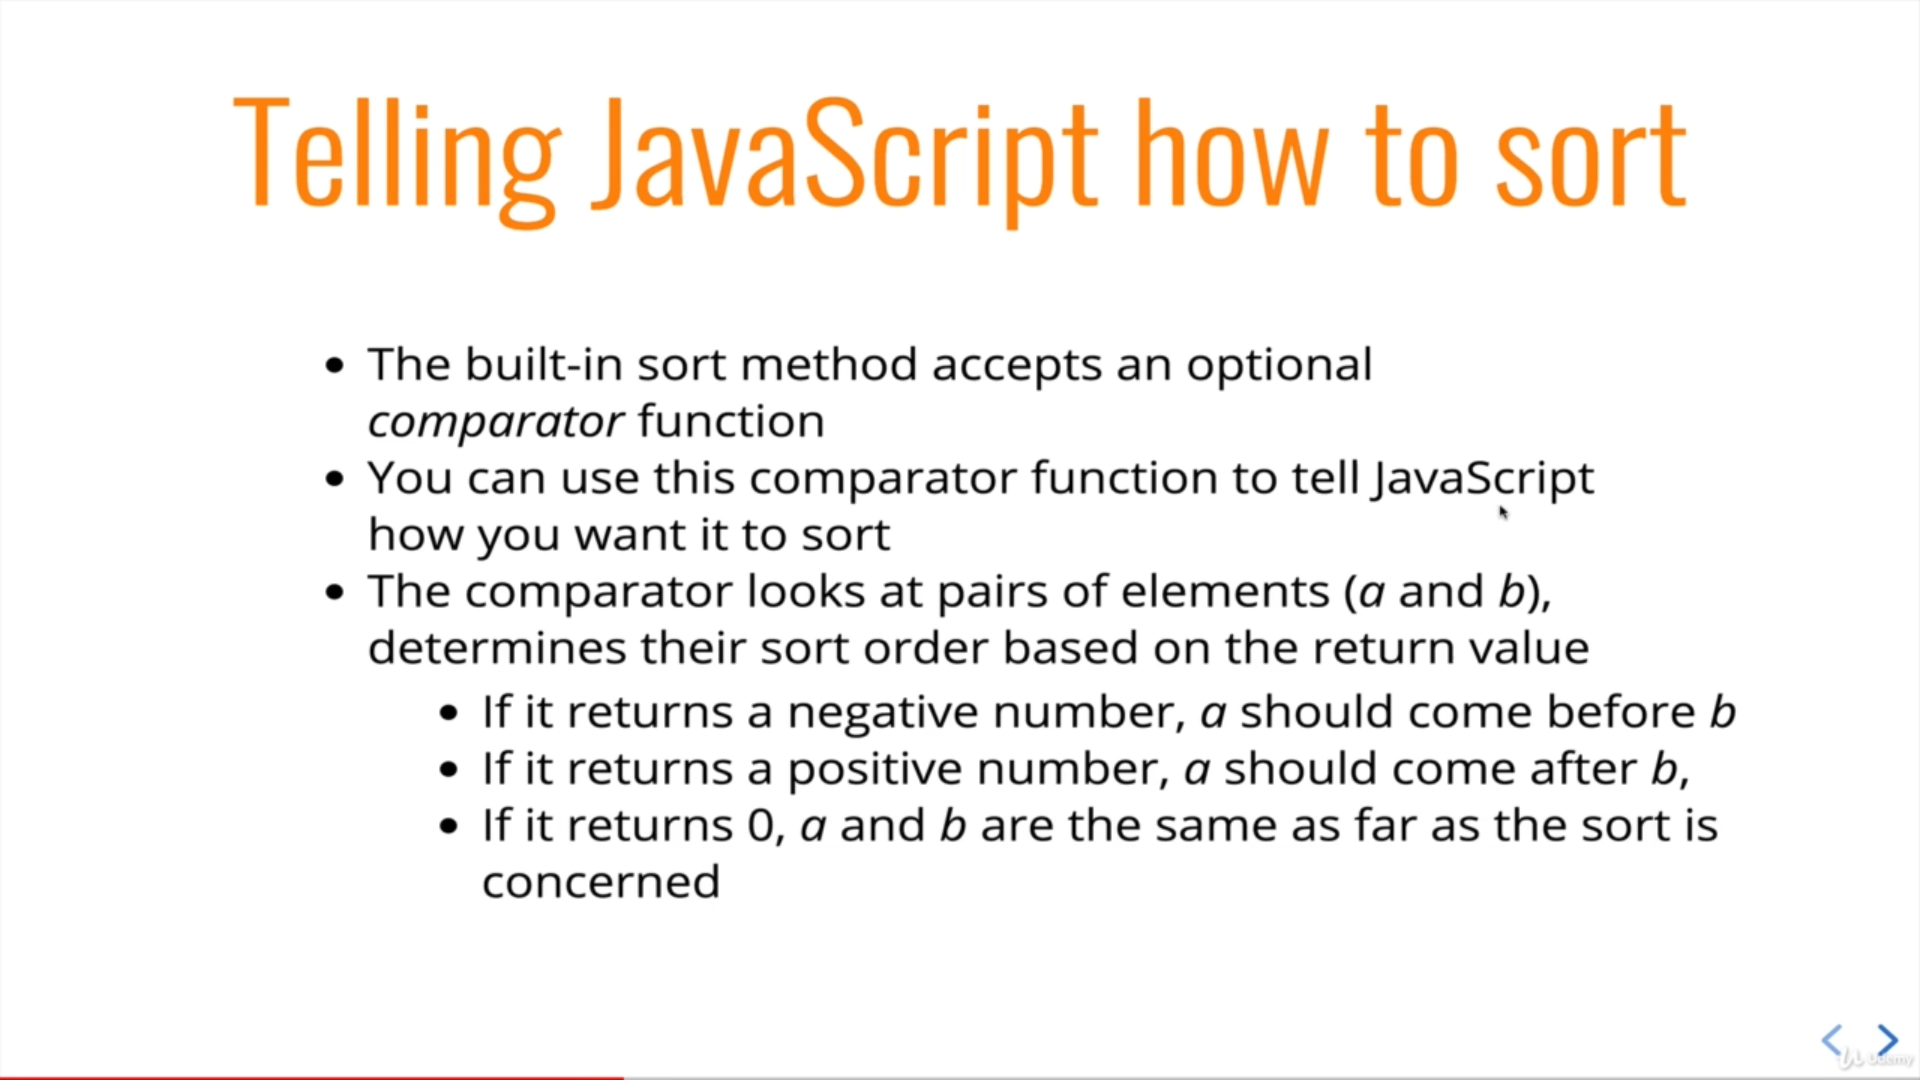 Telling JavaScript how to sort
• The built-in sort method accepts an optional
comparator function
• You can use this comparator function to tell JavaScript
how you want it to sort
• The comparator looks at pairs of elements (a and b),
determines their sort order based on the return value
• If it returns a negative number, a should come before b
• If it returns a positive number, a should come after b,
• If it returns 0, a and b are the same as far as the sort is
concerned
Udemy